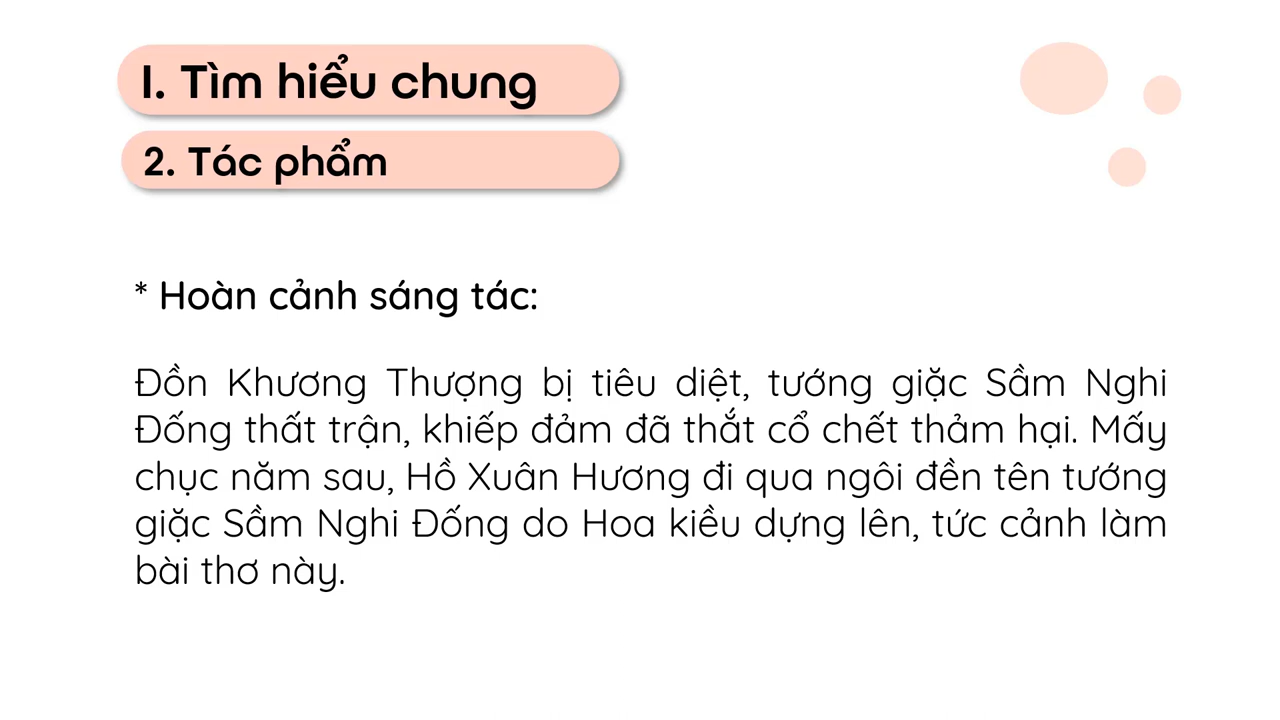 I. Tìm hiểu chung
2. Tác phẩm
* Hoàn cảnh sáng tác:
Đồn Khương Thượng bị tiêu diệt, tướng giặc Sầm Nghi
Đống thất trận, khiếp đảm đã thắt cổ chết thảm hại. Mấy
chục năm sau, Hồ Xuân Hương đi qua ngôi đền tên tướng
giặc Sầm Nghi Đống do Hoa kiều dựng lên, tức cảnh làm
bài thơ này.